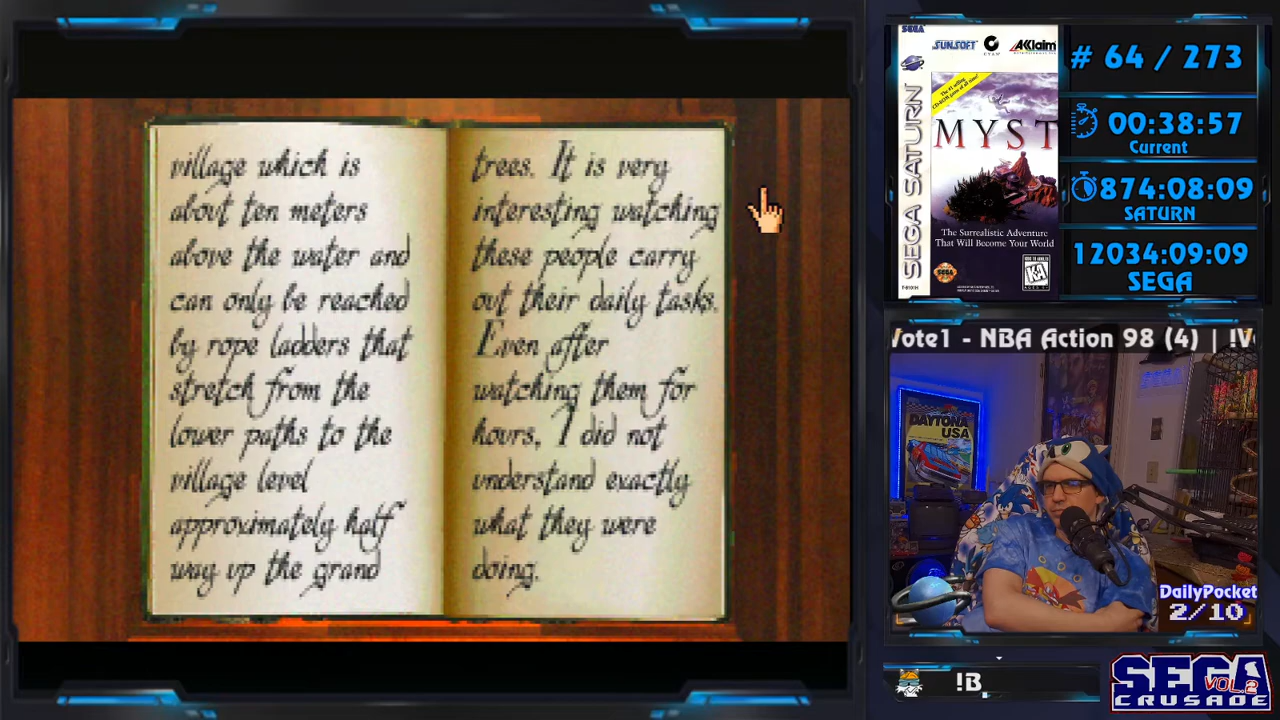 village which is
about ten meters
above the water and
can only be reached
by rope ladders that
stretch from the
lower paths to the
village level
approximately half
way up the grand
trees. It is very
interesting watching
these people carry
out their daily tasks.
Even after
watching them for
hours, I did not
understand exactly
what they were
doing.
SEGA
SUNSOFT
AKklaim
SEGA SATURN
MYST
The Surrealistic Adventure
That Will Become Your World
SEGA
K-A
# 64 / 273
00:38:57
Current
874:08:09
SATURN
12034:09:09
SEGA
Vote1 - NBA Action 98 (4) | !V
DAYTONA
USA
DailyPocket
2/10
!B
SEGA
VOL.2
CRUSADE